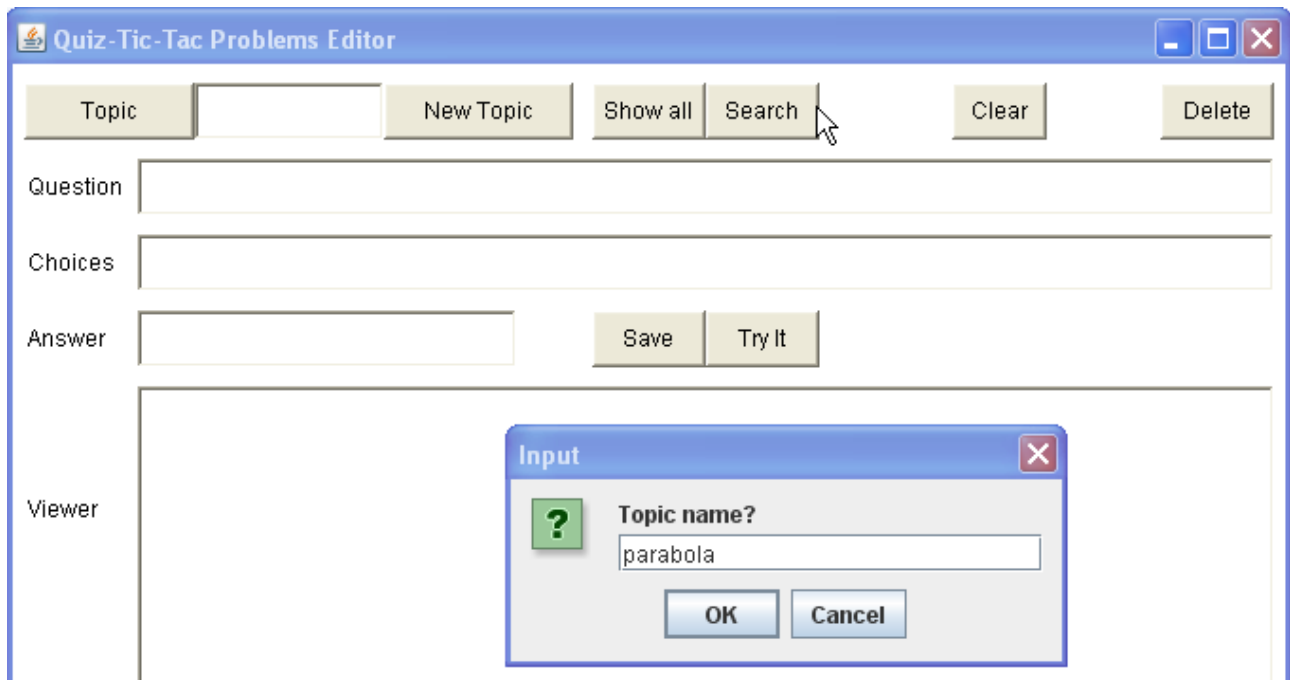 Quiz-Tic-Tac Problems Editor
Topic New Topic Show all Search Clear Delete
Question
Choices
Answer Save Try It
Viewer
Input
?
Topic name?
parabola
OK Cancel